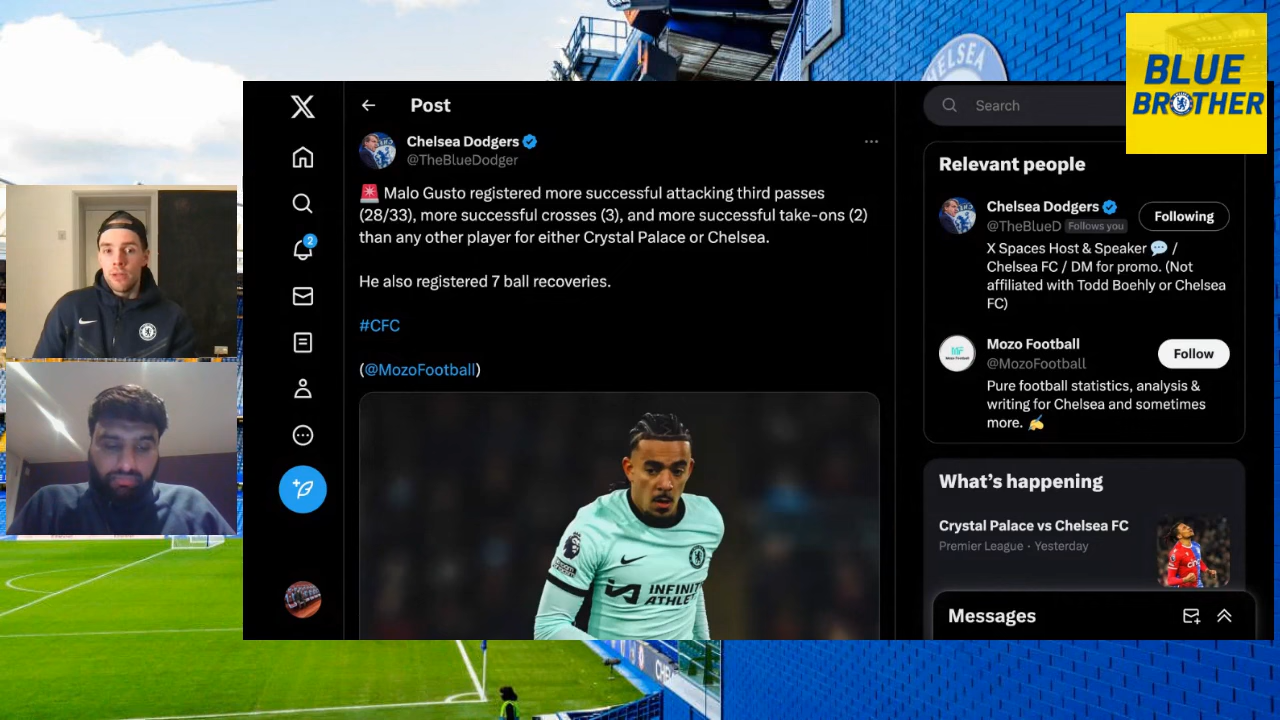 CHELSEA
BLUE
BROTHER
Post
Search
Chelsea Dodgers
@TheBlueDodger
🚨 Malo Gusto registered more successful attacking third passes
(28/33), more successful crosses (3), and more successful take-ons (2)
than any other player for either Crystal Palace or Chelsea.
He also registered 7 ball recoveries.
#CFC
(@MozoFootball)
2
INFINIT
ATHLE
Relevant people
Chelsea Dodgers
@TheBlueD Follows you
Following
X Spaces Host & Speaker 💬 /
Chelsea FC / DM for promo. (Not
affiliated with Todd Boehly or Chelsea
FC)
MF
Mozo Football
@MozoFootball
Follow
Pure football statistics, analysis &
writing for Chelsea and sometimes
more. ✍️
What's happening
Crystal Palace vs Chelsea FC
Premier League · Yesterday
Messages